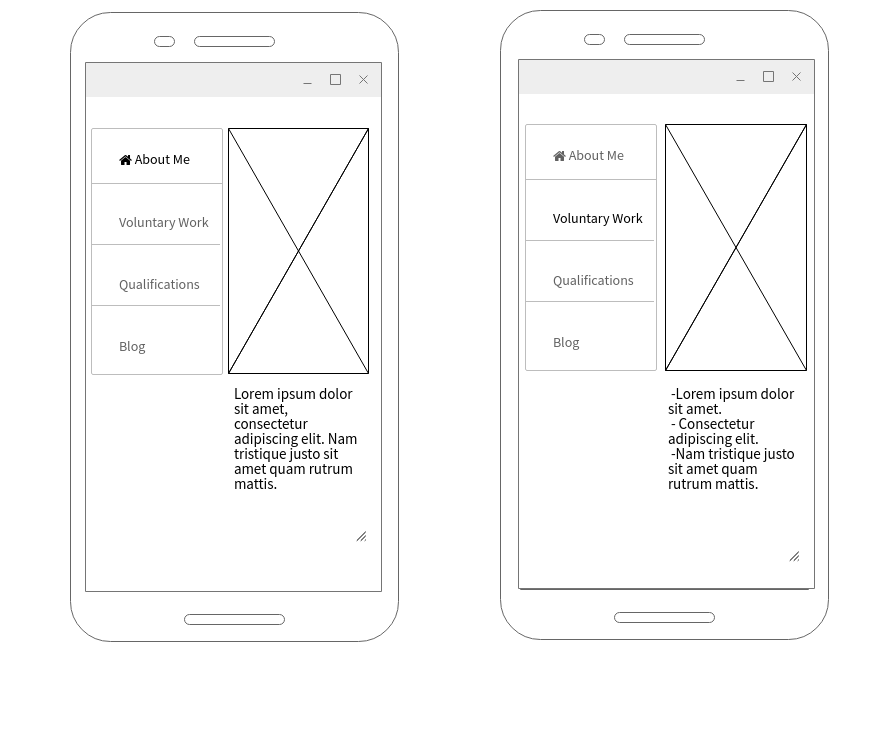 About Me
Voluntary Work
Qualifications
Blog
Lorem ipsum dolor
sit amet,
consectetur
adipiscing elit. Nam
tristique justo sit
amet quam rutrum
mattis.
About Me
Voluntary Work
Qualifications
Blog
-Lorem ipsum dolor
sit amet.
- Consectetur
adipiscing elit.
-Nam tristique justo
sit amet quam
rutrum mattis.